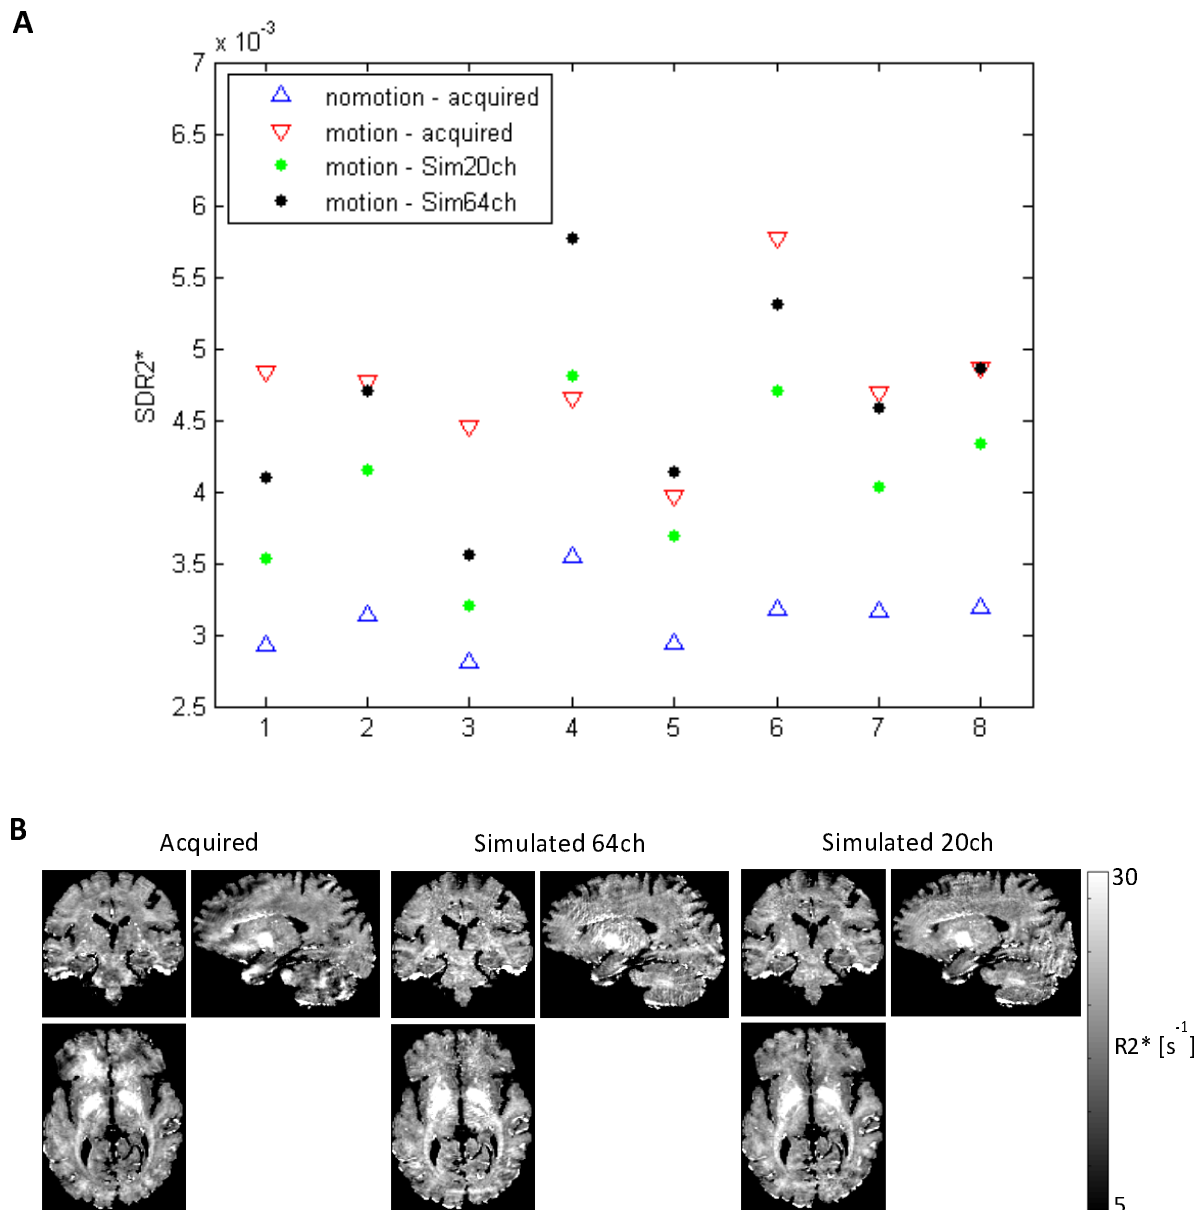 A
x 10^-3
7
6.5
6
5.5
5
4.5
4
3.5
3
2.5
SDR2*
nomotion - acquired
motion - acquired
motion - Sim20ch
motion - Sim64ch
1 2 3 4 5 6 7 8
B
Acquired Simulated 64ch Simulated 20ch
30
R2* [s^-1]
5